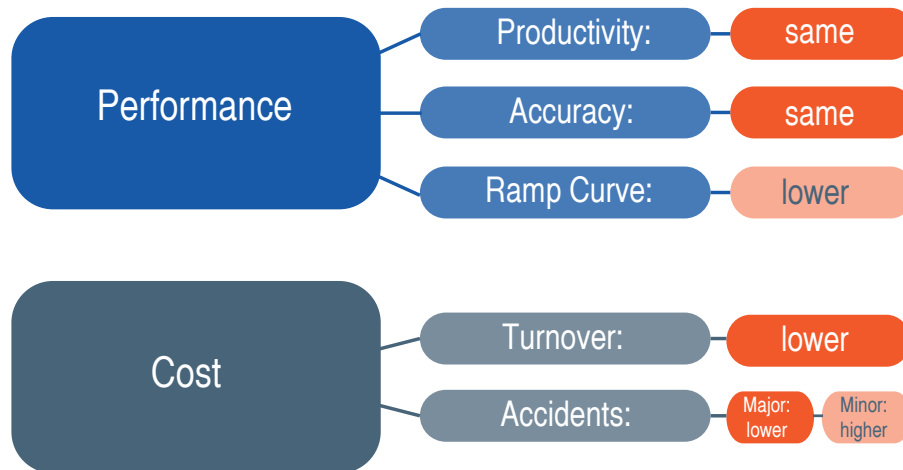 Performance
Productivity:
same
Accuracy:
same
Ramp Curve:
lower
Cost
Turnover:
lower
Accidents:
Major:
lower
Minor:
higher